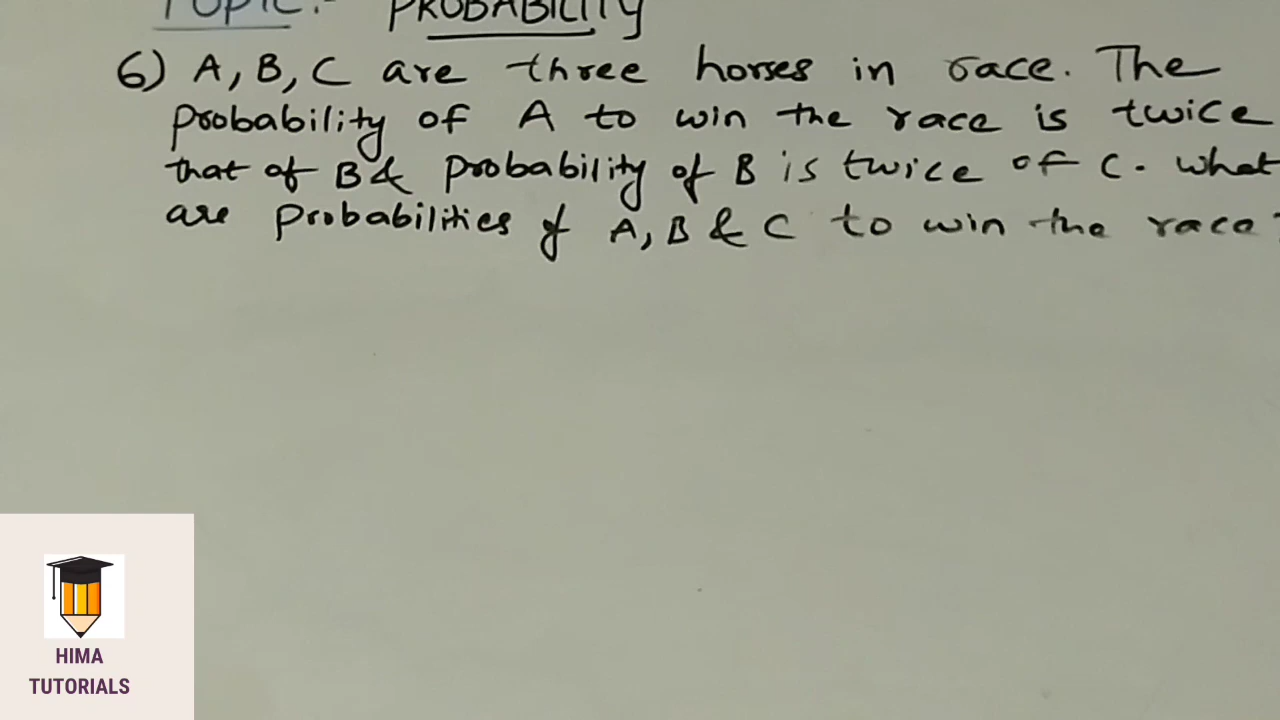 TOPIC:- PROBABILITY
6) A, B, C are three horses in race. The
probability of A to win the race is twice
that of B & probability of B is twice of C. what
are probabilities of A, B & C to win the race?
HIMA
TUTORIALS